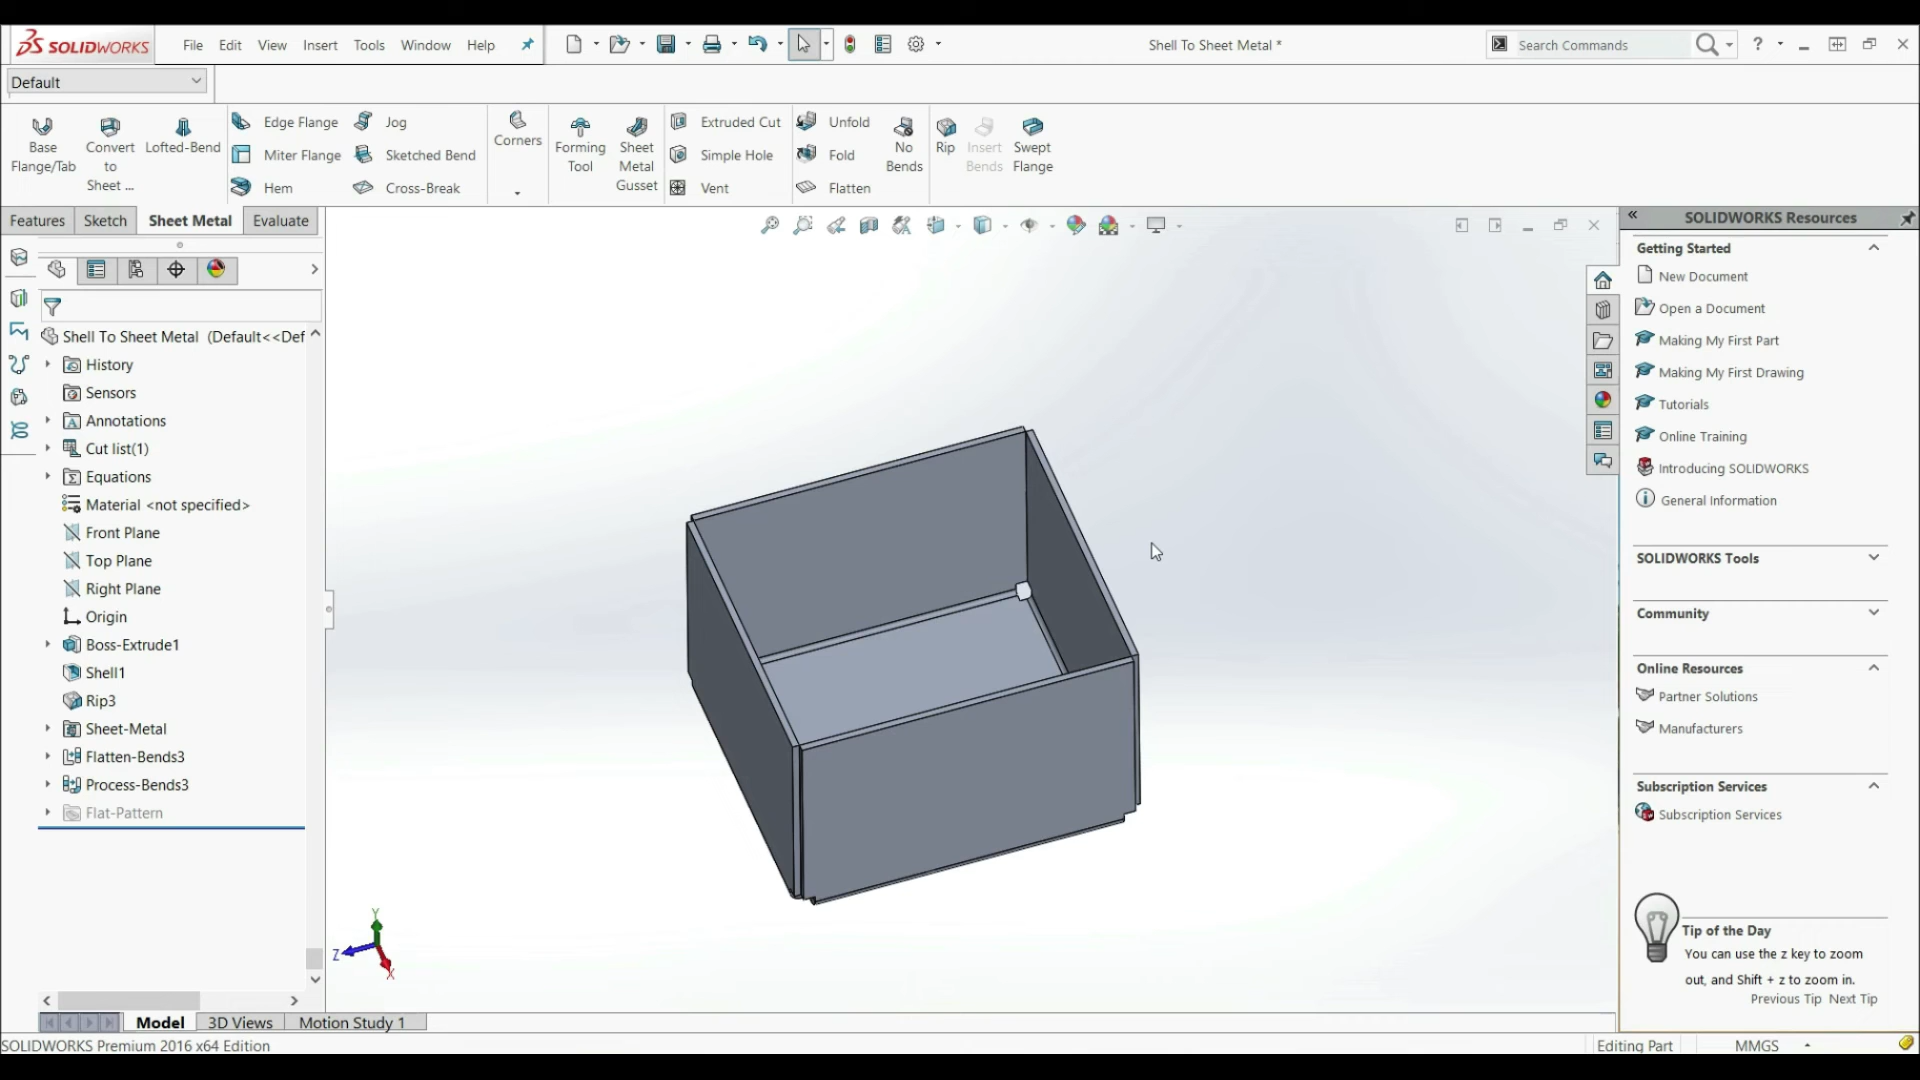 SOLIDWORKS
File Edit View Insert Tools Window Help
Shell To Sheet Metal *
Search Commands
?
Default
Base Flange/Tab
Convert to Sheet ...
Lofted-Bend
Edge Flange
Miter Flange
Hem
Jog
Sketched Bend
Cross-Break
Corners
Forming Tool
Sheet Metal Gusset
Extruded Cut
Simple Hole
Vent
Unfold
Fold
Flatten
No Bends
Rip
Insert Bends
Swept Flange
Features Sketch Sheet Metal Evaluate
Shell To Sheet Metal (Default<<Def
History
Sensors
Annotations
Cut list(1)
Equations
Material <not specified>
Front Plane
Top Plane
Right Plane
Origin
Boss-Extrude1
Shell1
Rip3
Sheet-Metal
Flatten-Bends3
Process-Bends3
Flat-Pattern
Y
Z
X
SOLIDWORKS Resources
Getting Started
New Document
Open a Document
Making My First Part
Making My First Drawing
Tutorials
Online Training
Introducing SOLIDWORKS
General Information
SOLIDWORKS Tools
Community
Online Resources
Partner Solutions
Manufacturers
Subscription Services
Subscription Services
Tip of the Day
You can use the z key to zoom
out, and Shift + z to zoom in.
Previous Tip Next Tip
Model 3D Views Motion Study 1
SOLIDWORKS Premium 2016 x64 Edition
Editing Part MMGS